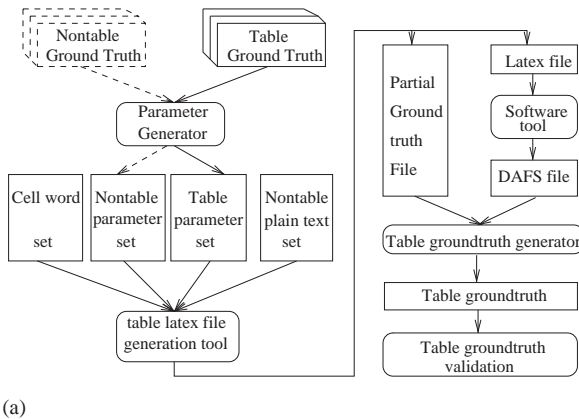 Nontable
Ground Truth
Table
Ground Truth
Parameter
Generator
Cell word
set
Nontable
parameter
set
Table
parameter
set
Nontable
plain text
set
table latex file
generation tool
Partial
Ground
truth
File
Latex file
Software
tool
DAFS file
Table groundtruth generator
Table groundtruth
Table groundtruth
validation
(a)